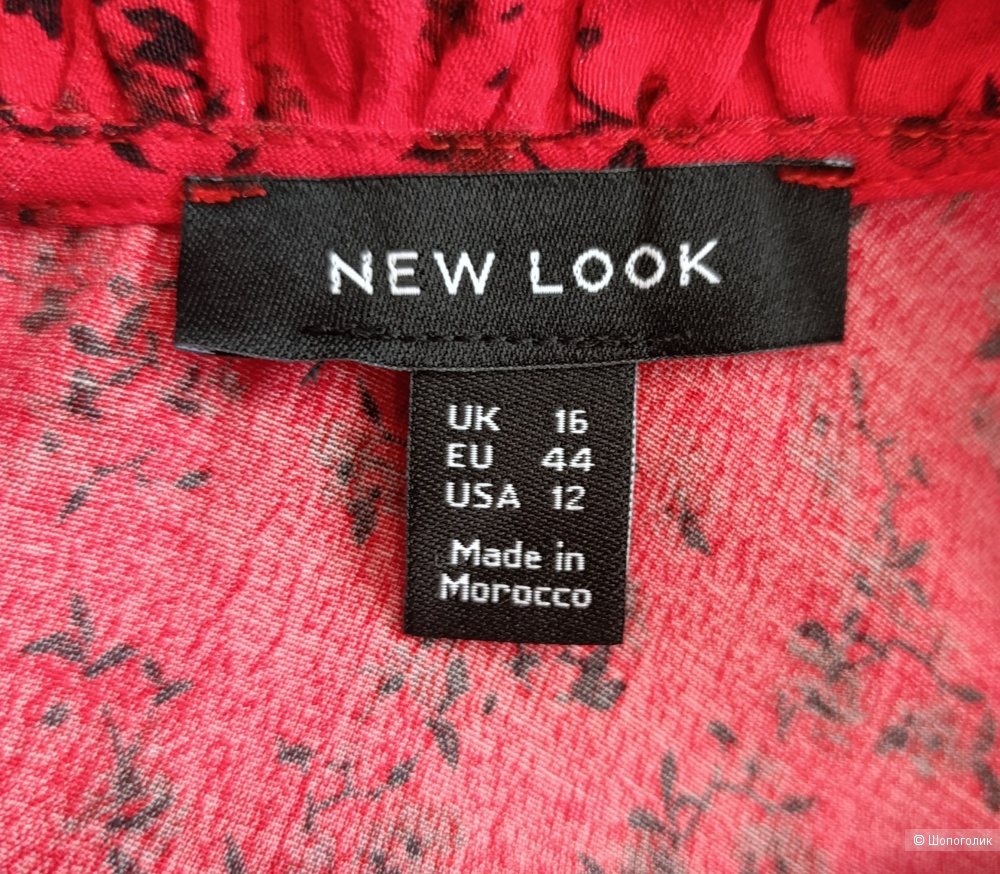 NEW LOOK
UK 16
EU 44
USA 12
Made in
Morocco
© Шопоголик